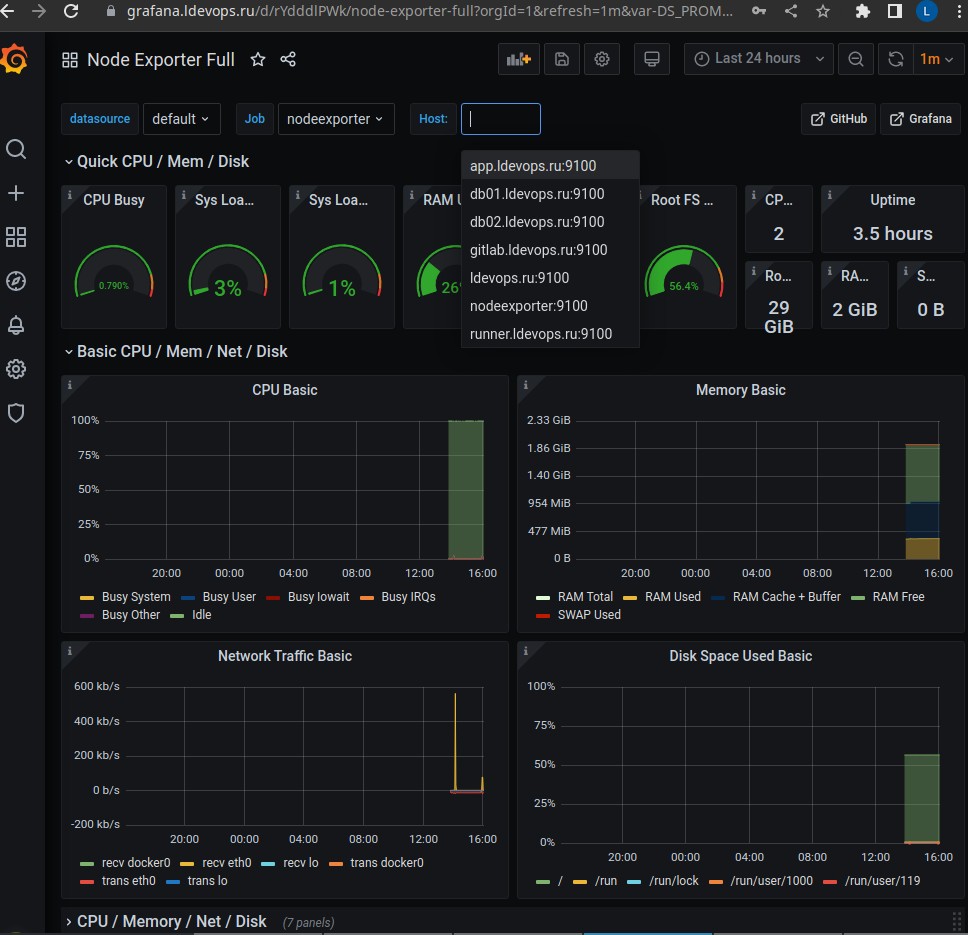 grafana.ldevops.ru/d/rYdddlPWk/node-exporter-full?orgId=1&refresh=1m&var-DS_PROM...
L
Node Exporter Full
Last 24 hours
1m
datasource default Job nodeexporter Host:
GitHub Grafana
Quick CPU / Mem / Disk
app.ldevops.ru:9100
db01.ldevops.ru:9100
db02.ldevops.ru:9100
gitlab.ldevops.ru:9100
ldevops.ru:9100
nodeexporter:9100
runner.ldevops.ru:9100
CPU Busy
0.790%
Sys Loa...
3%
Sys Loa...
1%
RAM U
26
Root FS ...
56.4%
CP...
2
Uptime
3.5 hours
Ro...
29
GiB
RA...
2 GiB
S...
0 B
Basic CPU / Mem / Net / Disk
CPU Basic
100%
75%
50%
25%
0%
20:00 00:00 04:00 08:00 12:00 16:00
Busy System Busy User Busy Iowait Busy IRQs
Busy Other Idle
Memory Basic
2.33 GiB
1.86 GiB
1.40 GiB
954 MiB
477 MiB
0 B
20:00 00:00 04:00 08:00 12:00 16:00
RAM Total RAM Used RAM Cache + Buffer RAM Free
SWAP Used
Network Traffic Basic
600 kb/s
400 kb/s
200 kb/s
0 b/s
-200 kb/s
20:00 00:00 04:00 08:00 12:00 16:00
recv docker0 recv eth0 recv lo trans docker0
trans eth0 trans lo
Disk Space Used Basic
100%
75%
50%
25%
0%
20:00 00:00 04:00 08:00 12:00 16:00
/ /run /run/lock /run/user/1000 /run/user/119
CPU / Memory / Net / Disk (7 panels)